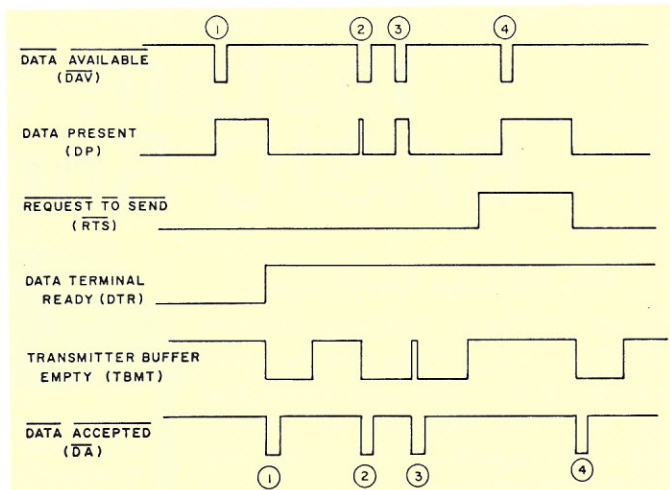 1 2 3 4
DATA AVAILABLE
(DAV)
DATA PRESENT
(DP)
REQUEST TO SEND
(RTS)
DATA TERMINAL
READY (DTR)
TRANSMITTER BUFFER
EMPTY (TBMT)
DATA ACCEPTED
(DA)
1 2 3 4